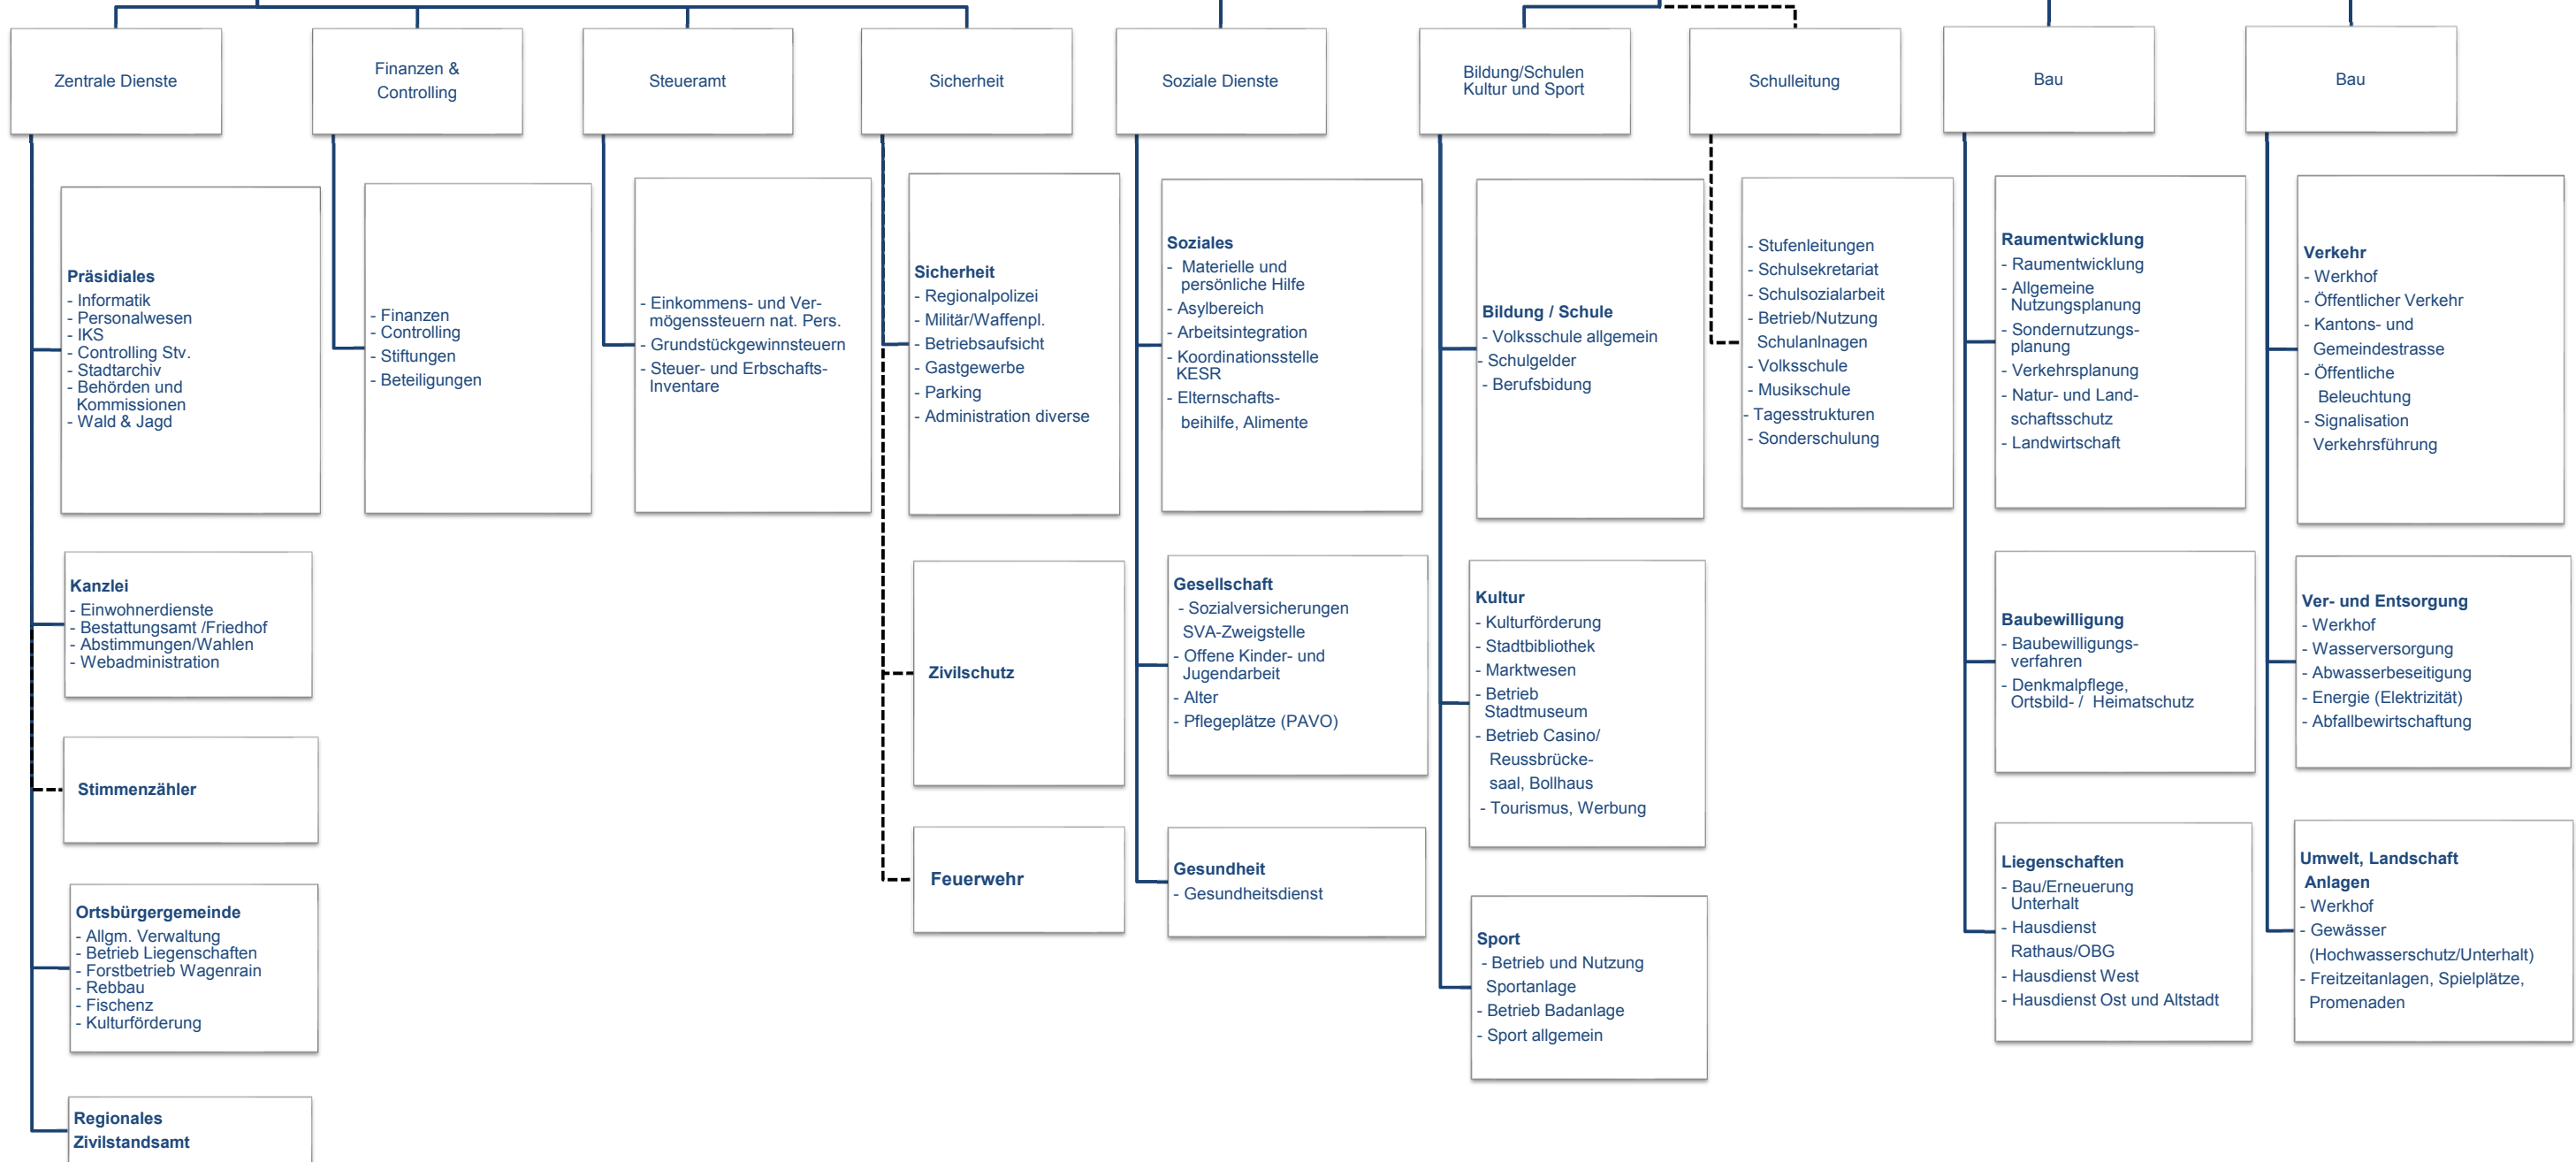 Zentrale Dienste
Finanzen &
Controlling
Steueramt
Sicherheit
Soziale Dienste
Bildung/Schulen
Kultur und Sport
Schulleitung
Bau
Bau
Präsidiales
- Informatik
- Personalwesen
- IKS
- Controlling Stv.
- Stadtarchiv
- Behörden und
Kommissionen
- Wald & Jagd
Kanzlei
- Einwohnerdienste
- Bestattungsamt /Friedhof
- Abstimmungen/Wahlen
- Webadministration
Stimmenzähler
Ortsbürgergemeinde
- Allgm. Verwaltung
- Betrieb Liegenschaften
- Forstbetrieb Wagenrain
- Rebbau
- Fischenz
- Kulturförderung
Regionales
Zivilstandsamt
- Finanzen
- Controlling
- Stiftungen
- Beteiligungen
- Einkommens- und Ver-
mögenssteuern nat. Pers.
- Grundstückgewinnsteuern
- Steuer- und Erbschafts-
Inventare
Sicherheit
- Regionalpolizei
- Militär/Waffenpl.
- Betriebsaufsicht
- Gastgewerbe
- Parking
- Administration diverse
Zivilschutz
Feuerwehr
Soziales
- Materielle und
persönliche Hilfe
- Asylbereich
- Arbeitsintegration
- Koordinationsstelle
KESR
- Elternschafts-
beihilfe, Alimente
Gesellschaft
- Sozialversicherungen
SVA-Zweigstelle
- Offene Kinder- und
Jugendarbeit
- Alter
- Pflegeplätze (PAVO)
Gesundheit
- Gesundheitsdienst
Bildung / Schule
- Volksschule allgemein
- Schulgelder
- Berufsbidung
Kultur
- Kulturförderung
- Stadtbibliothek
- Marktwesen
- Betrieb
Stadtmuseum
- Betrieb Casino/
Reussbrücke-
saal, Bollhaus
- Tourismus, Werbung
Sport
- Betrieb und Nutzung
Sportanlage
- Betrieb Badanlage
- Sport allgemein
- Stufenleitungen
- Schulsekretariat
- Schulsozialarbeit
- Betrieb/Nutzung
Schulanlnagen
- Volksschule
- Musikschule
- Tagesstrukturen
- Sonderschulung
Raumentwicklung
- Raumentwicklung
- Allgemeine
Nutzungsplanung
- Sondernutzungs-
planung
- Verkehrsplanung
- Natur- und Land-
schaftsschutz
- Landwirtschaft
Baubewilligung
- Baubewilligungs-
verfahren
- Denkmalpflege,
Ortsbild- / Heimatschutz
Liegenschaften
- Bau/Erneuerung
Unterhalt
- Hausdienst
Rathaus/OBG
- Hausdienst West
- Hausdienst Ost und Altstadt
Verkehr
- Werkhof
- Öffentlicher Verkehr
- Kantons- und
Gemeindestrasse
- Öffentliche
Beleuchtung
- Signalisation
Verkehrsführung
Ver- und Entsorgung
- Werkhof
- Wasserversorgung
- Abwasserbeseitigung
- Energie (Elektrizität)
- Abfallbewirtschaftung
Umwelt, Landschaft
Anlagen
- Werkhof
- Gewässer
(Hochwasserschutz/Unterhalt)
- Freitzeitanlagen, Spielplätze,
Promenaden